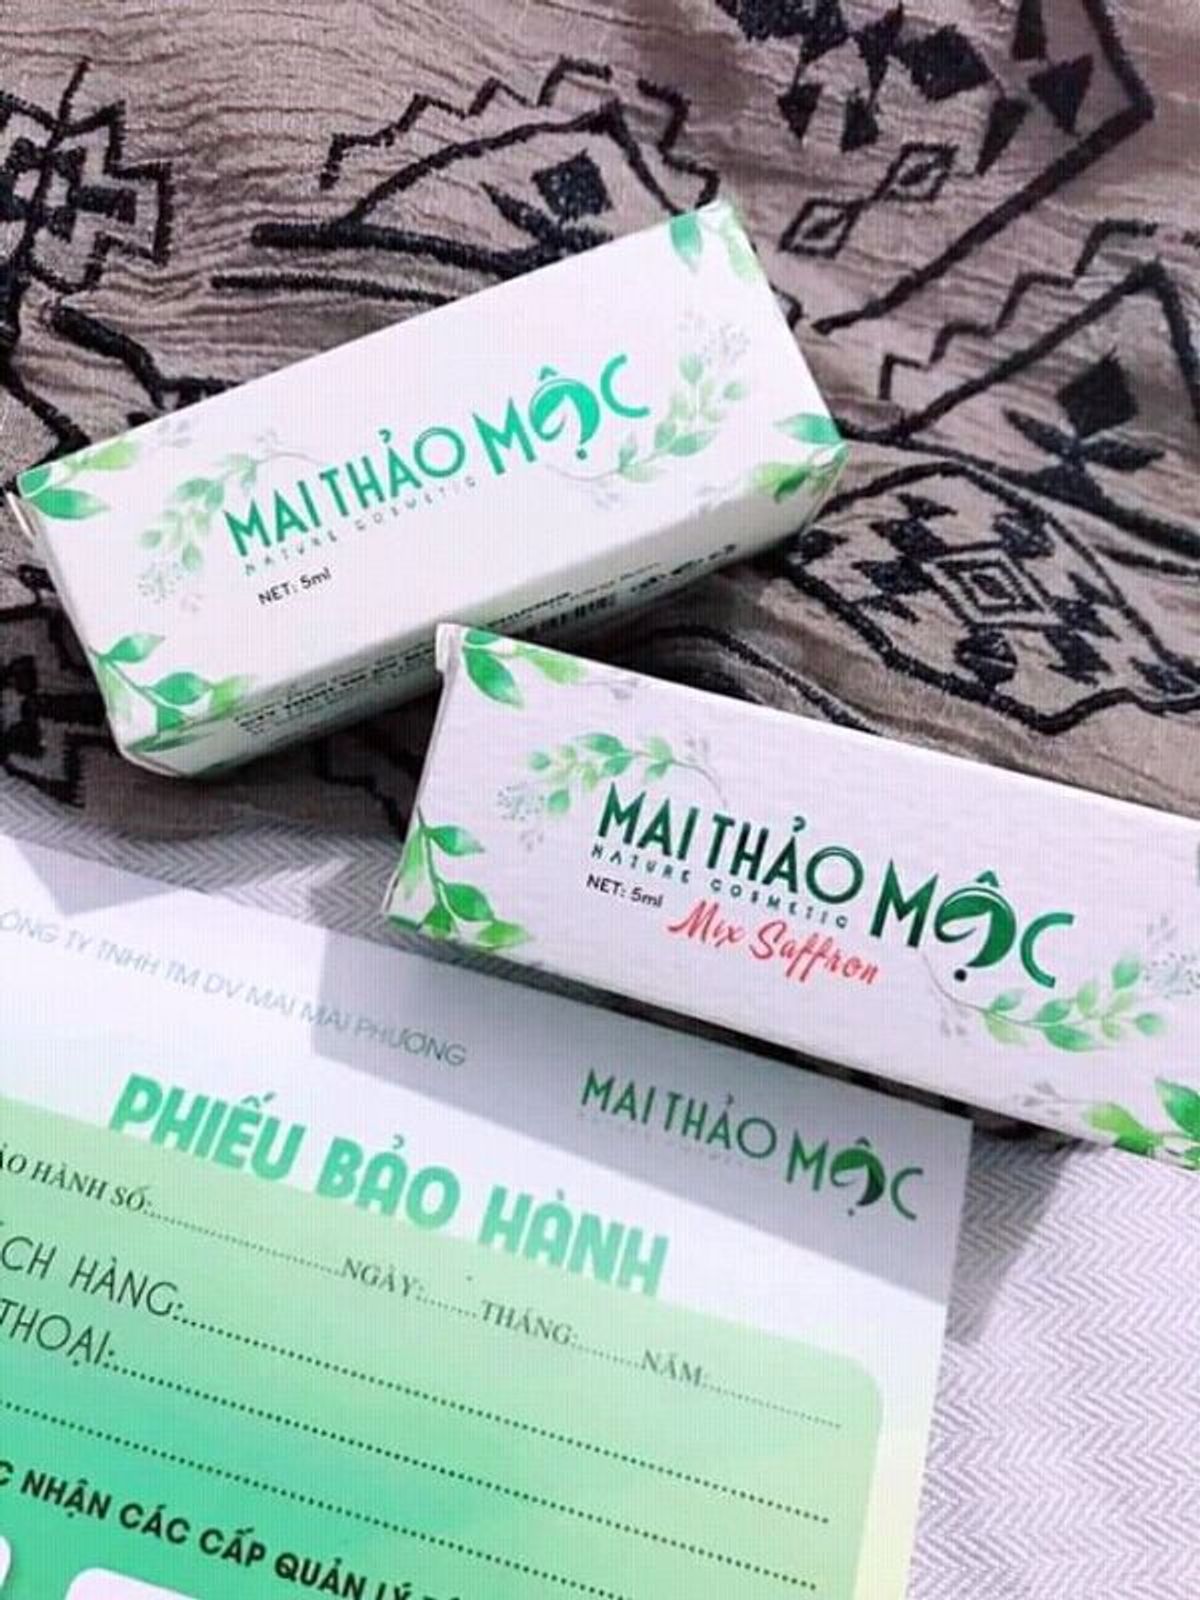 MAI THẢO MỘC
NATURE COSMETIC
NET: 5ml
MAI THẢO MỘC
NATURE COSMETIC
NET: 5ml
Mix Saffron
TY TNHH TM DV MAI MAI PHƯƠNG
MAI THẢO MỘC
PHIẾU BẢO HÀNH
HÀNH SỐ:..........NGÀY:.......THÁNG:.......NĂM:..........
HÀNG:..........
THOẠI:..........
NHẬN CÁC CẤP QUẢN LÝ